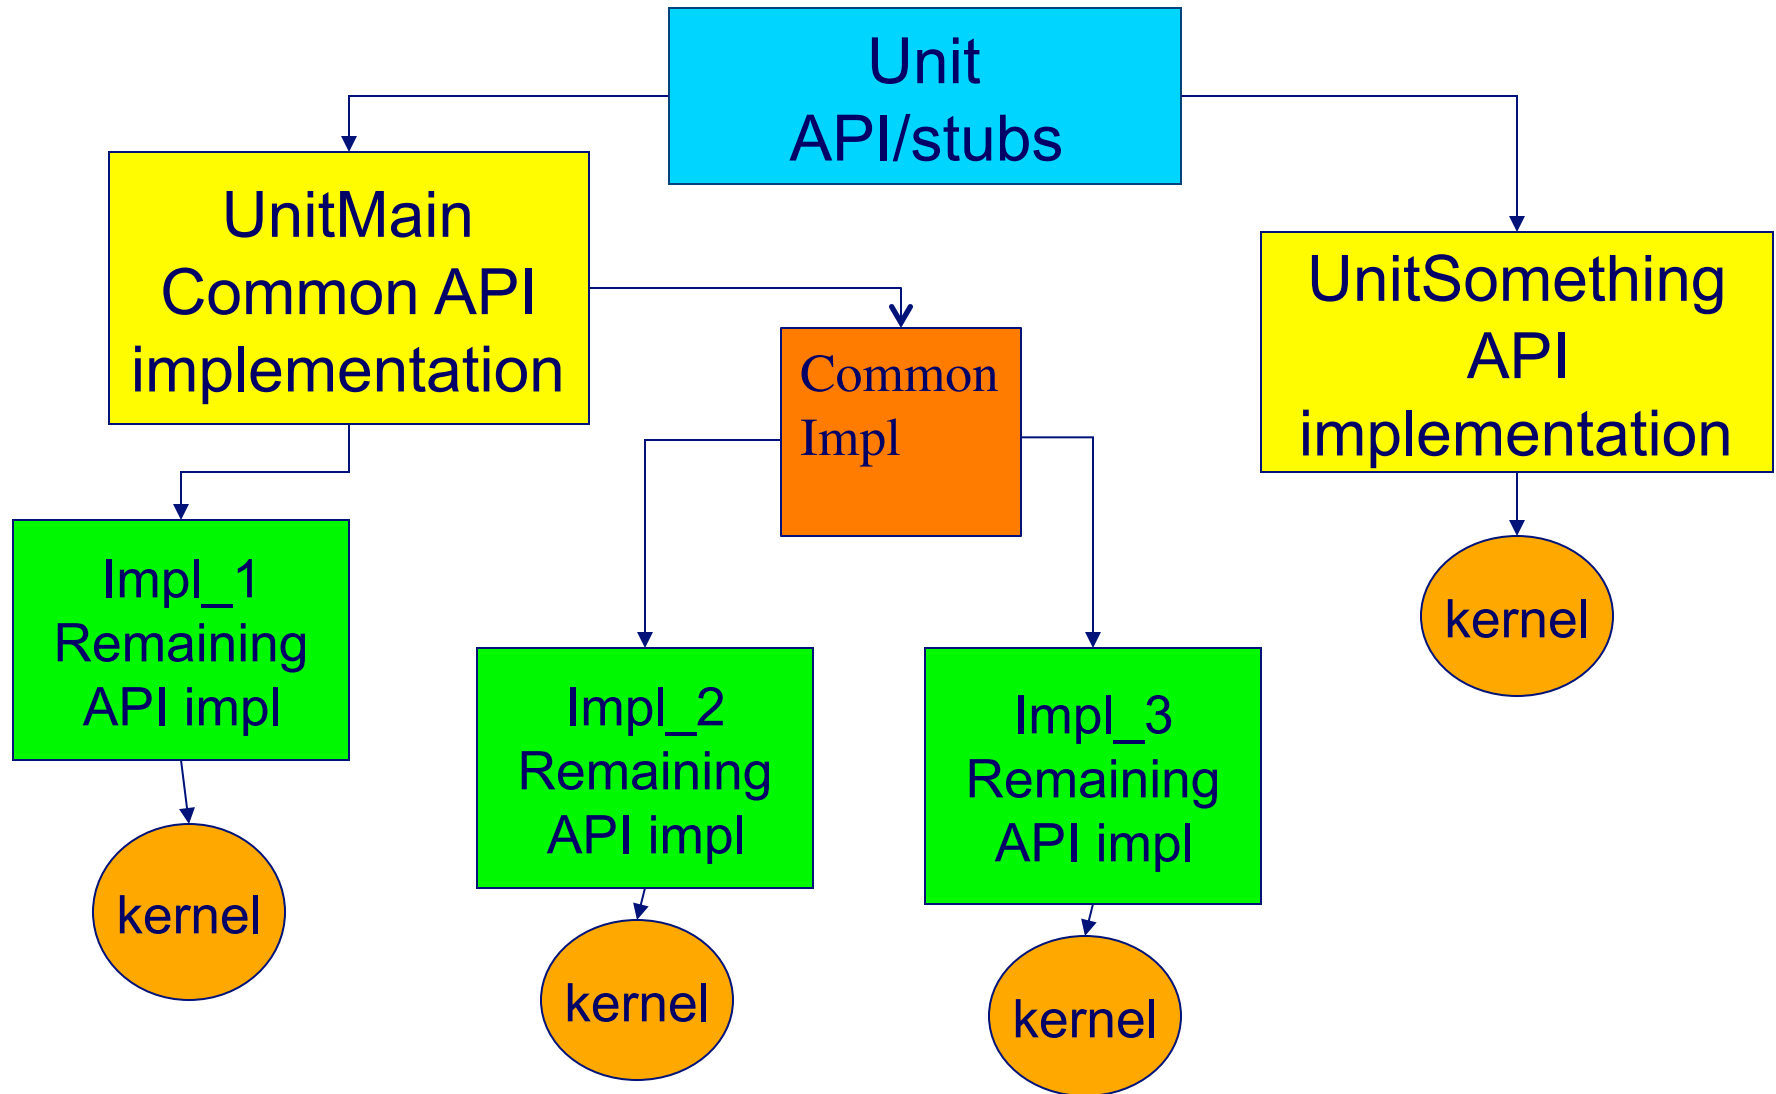 Unit
API/stubs
UnitMain
Common API
implementation
UnitSomething
API
implementation
Common
Impl
Impl_1
Remaining
API impl
kernel
Impl_2
Remaining
API impl
Impl_3
Remaining
API impl
kernel
kernel
kernel